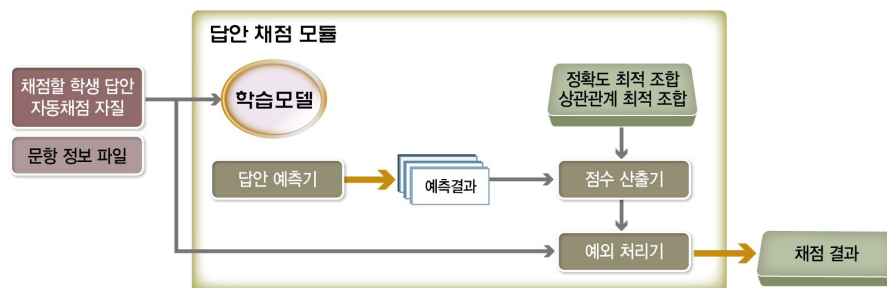 답안 채점 모듈
채점할 학생 답안
자동채점 자질
문항 정보 파일
학습모델
정확도 최적 조합
상관관계 최적 조합
답안 예측기
예측결과
점수 산출기
예외 처리기
채점 결과